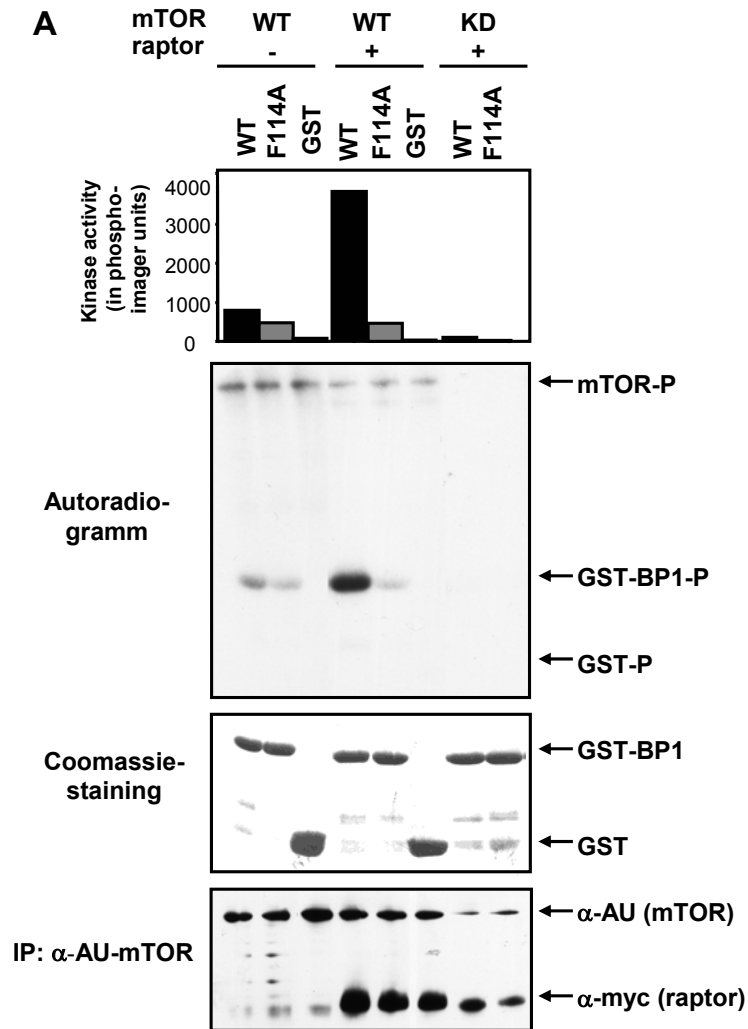 A
mTOR WT WT KD
raptor - + +
WT F114A GST WT F114A GST WT F114A
Kinase activity
(in phospho-
imager units)
4000
3000
2000
1000
0
mTOR-P
Autoradio-
gramm
GST-BP1-P
GST-P
Coomassie-
staining
GST-BP1
GST
IP: α-AU-mTOR
α-AU (mTOR)
α-myc (raptor)